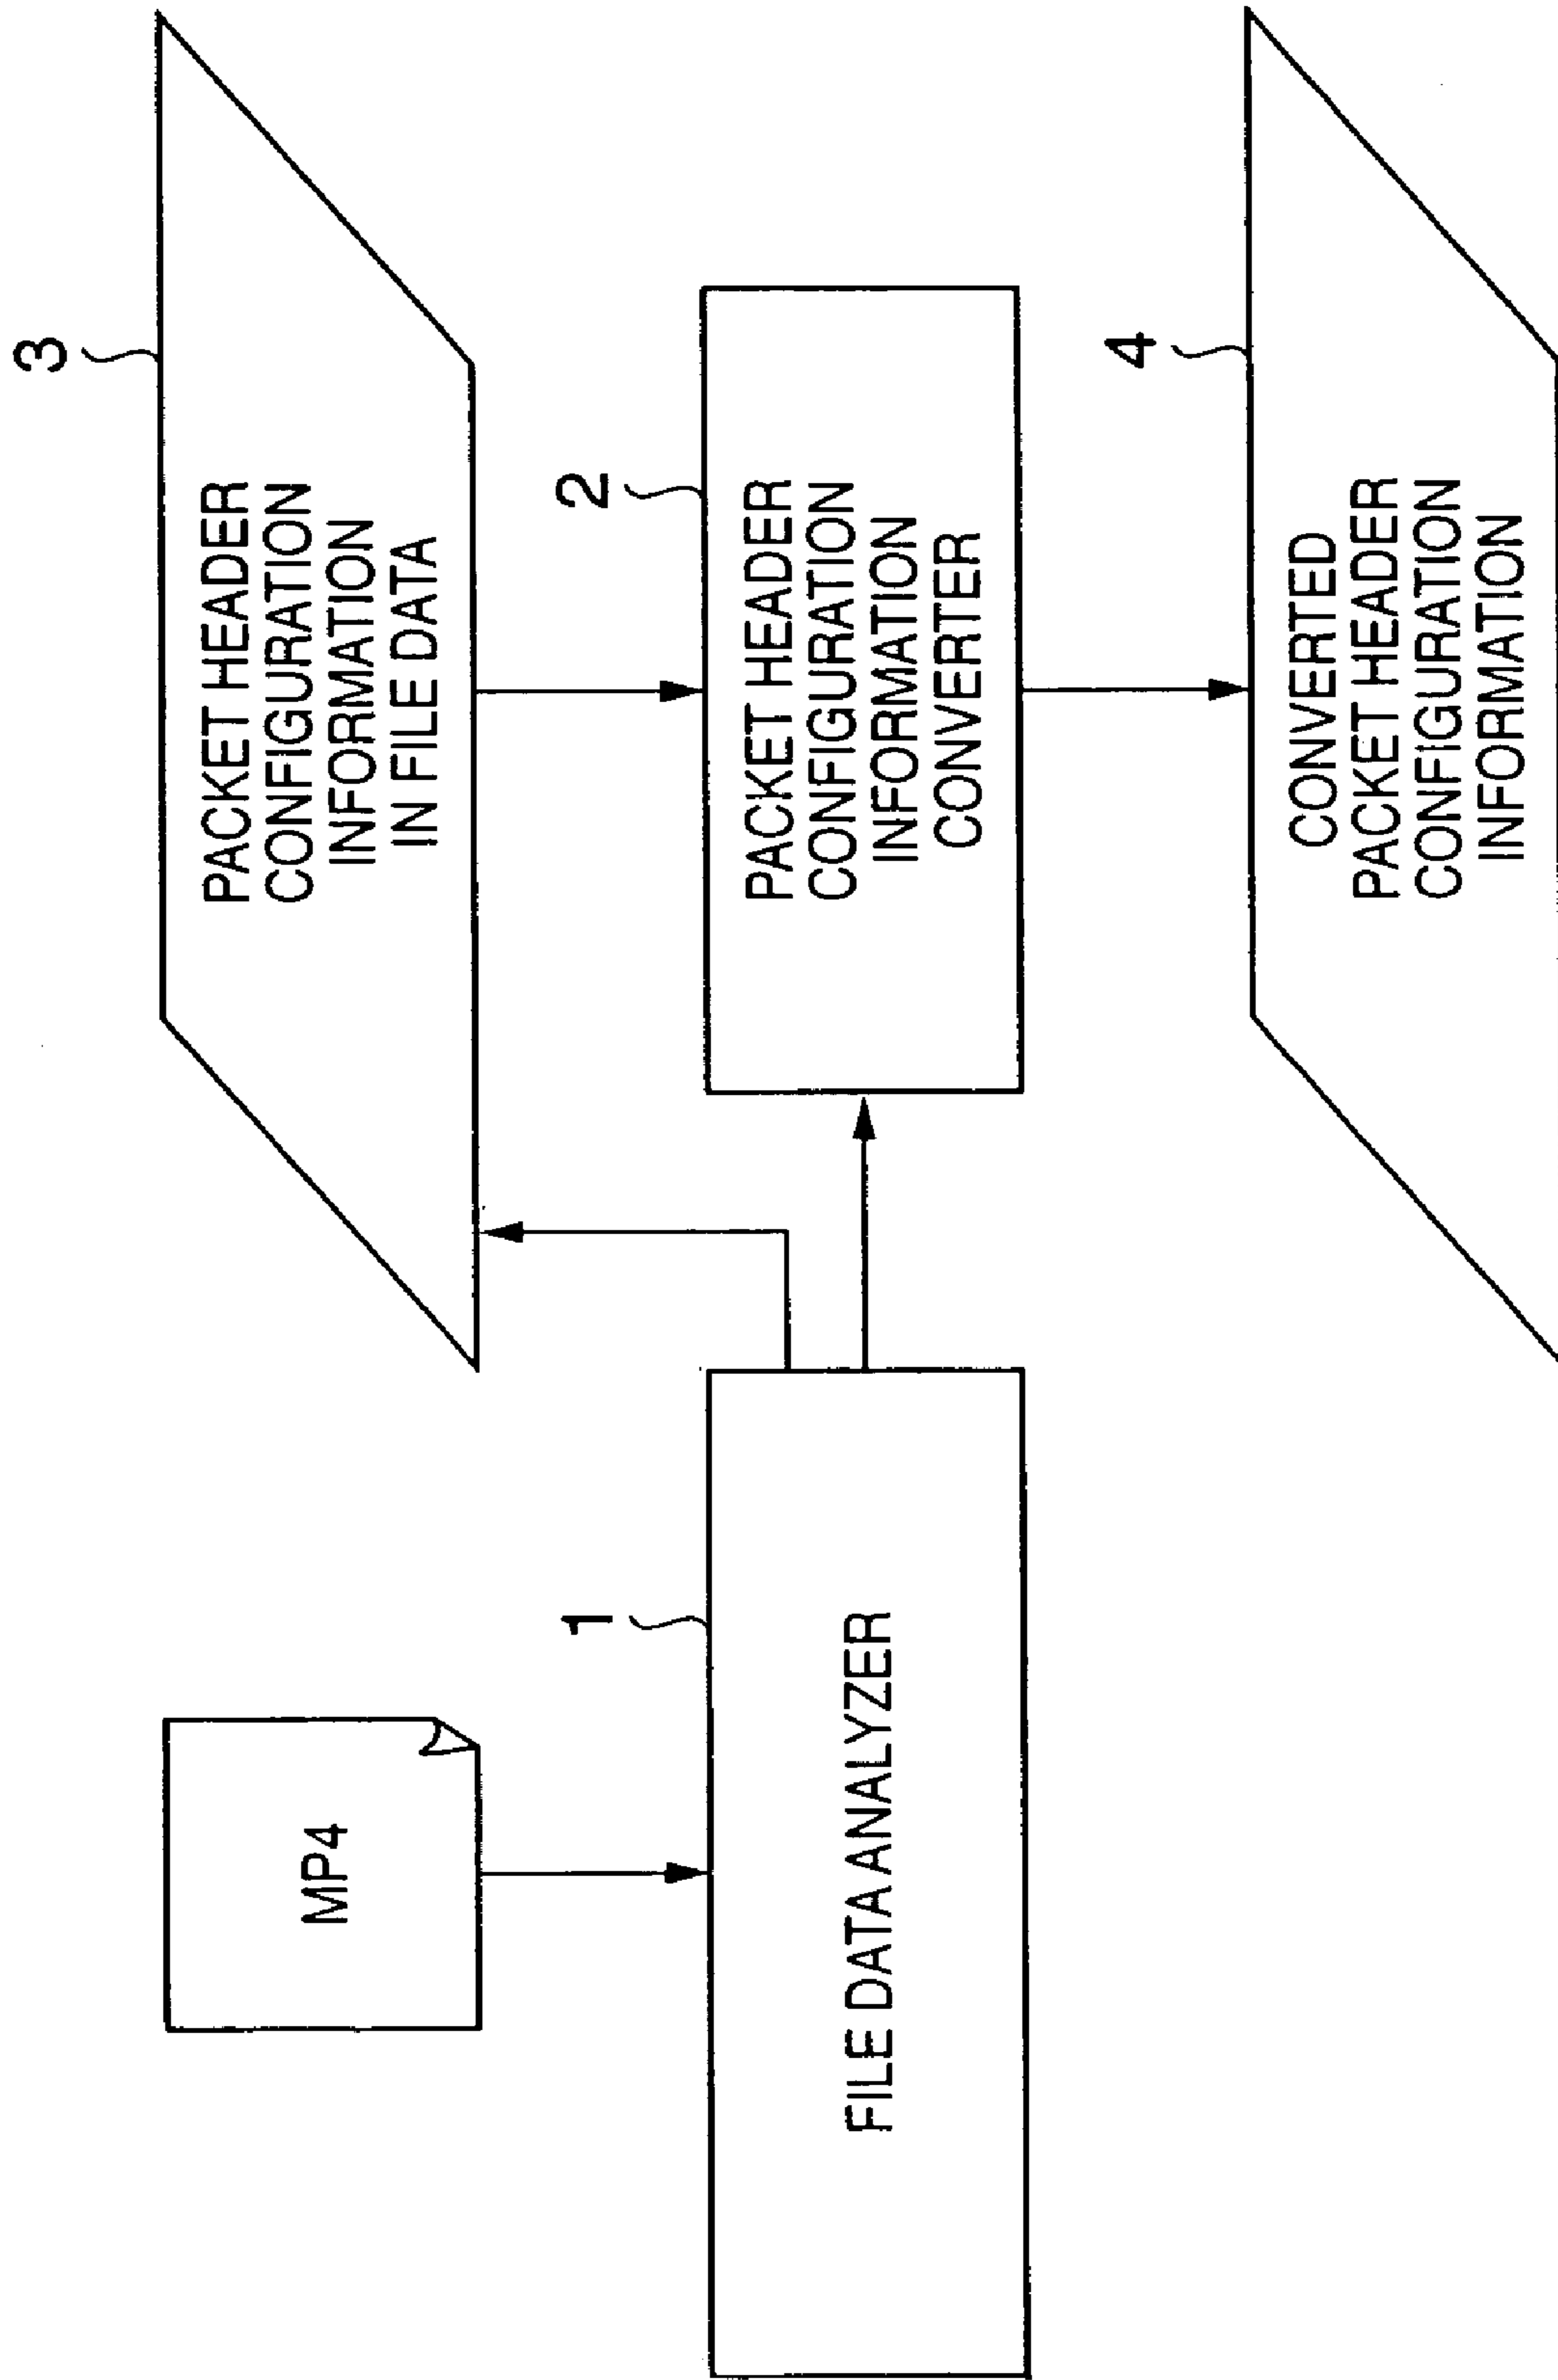 MP4
1
FILE DATA ANALYZER
3
PACKET HEADER
CONFIGURATION
INFORMATION
IN FILE DATA
2
PACKET HEADER
CONFIGURATION
INFORMATION
CONVERTER
4
CONVERTED
PACKET HEADER
CONFIGURATION
INFORMATION